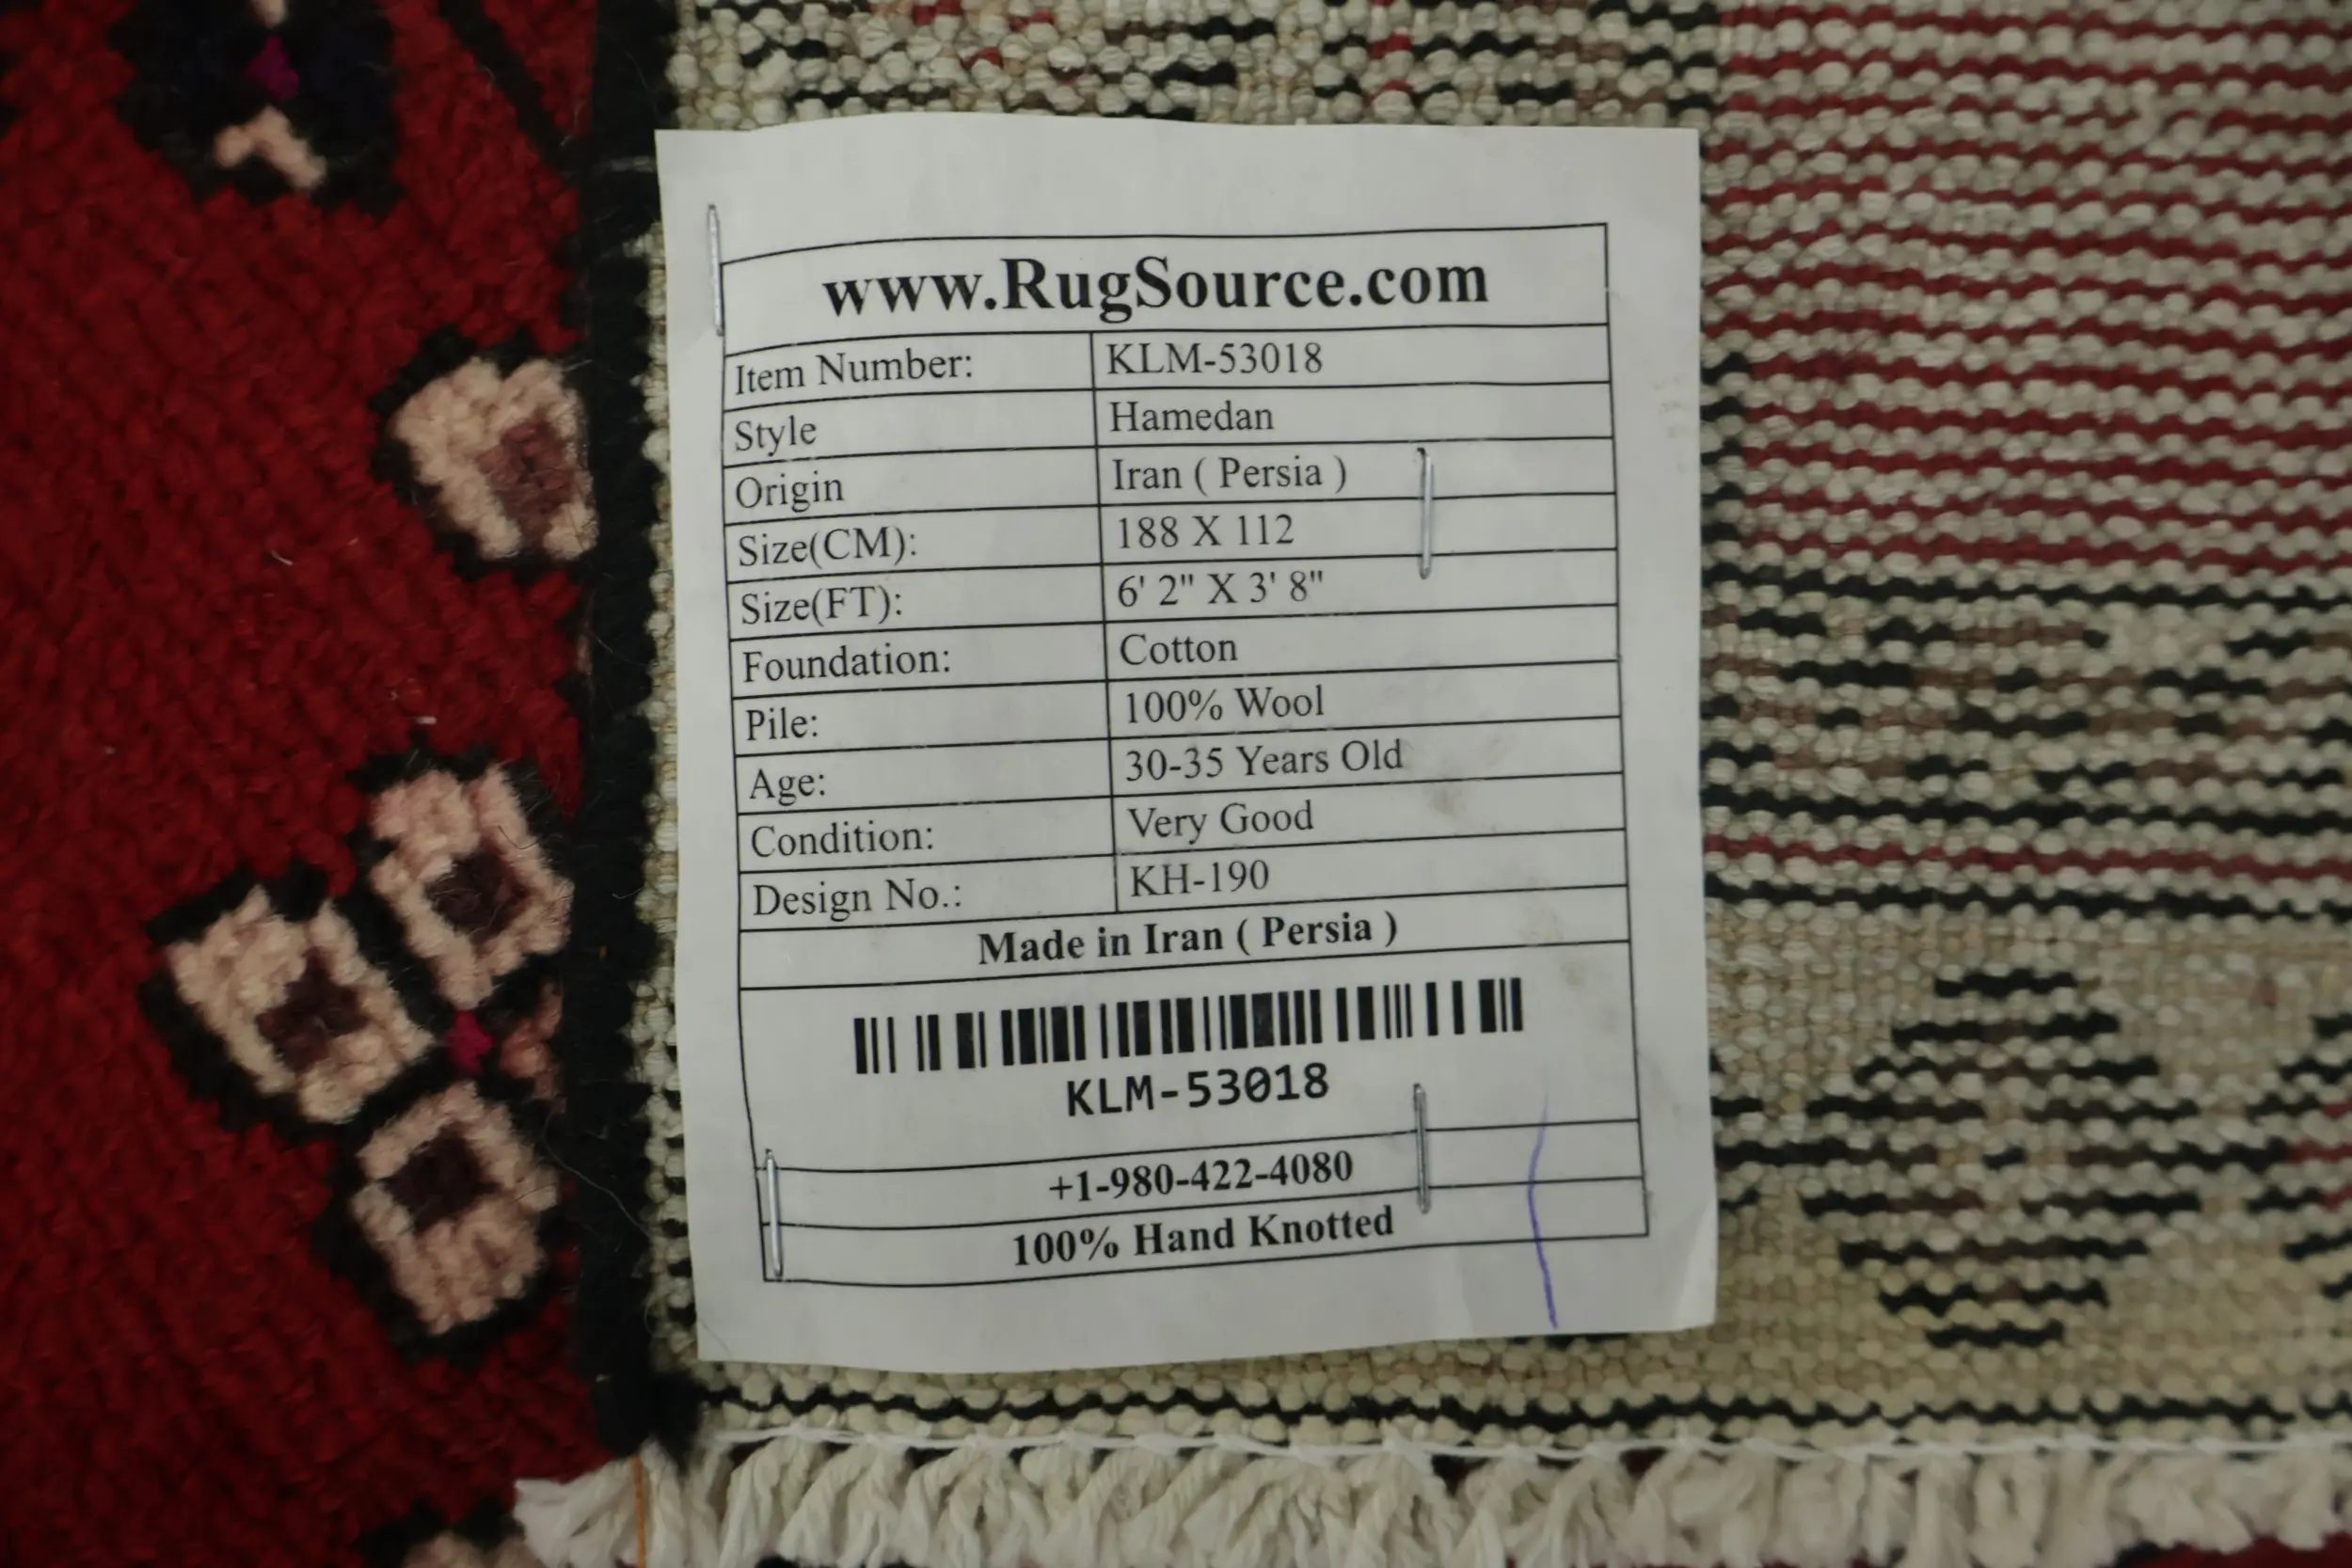 www.RugSource.com
Item Number: KLM-53018
Style Hamedan
Origin Iran ( Persia )
Size(CM): 188 X 112
Size(FT): 6' 2" X 3' 8"
Foundation: Cotton
Pile: 100% Wool
Age: 30-35 Years Old
Condition: Very Good
Design No.: KH-190
Made in Iran ( Persia )
KLM-53018
+1-980-422-4080
100% Hand Knotted